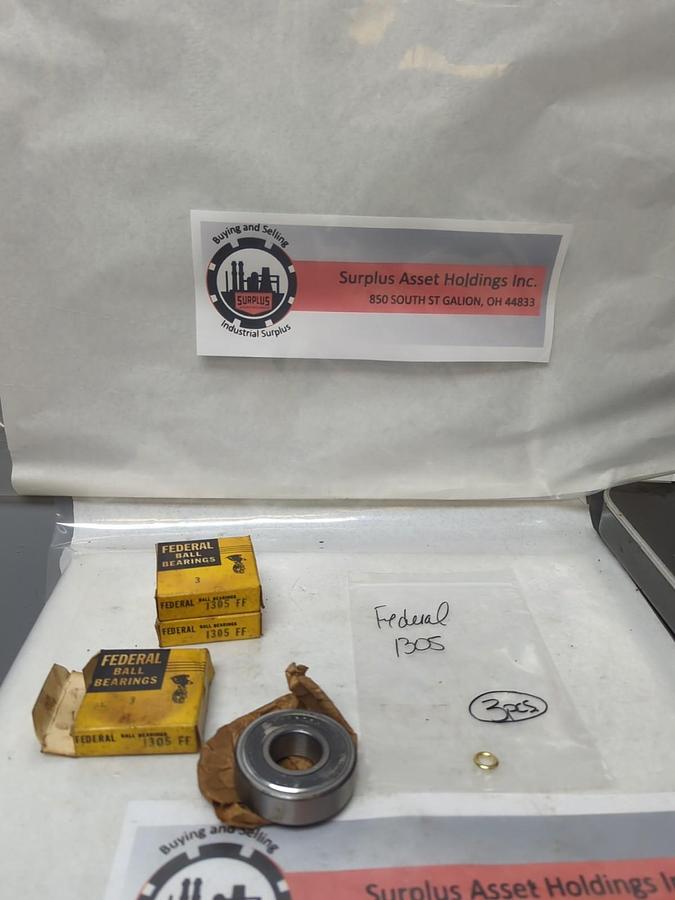 Buying and Selling
SURPLUS
Industrial Surplus
Surplus Asset Holdings Inc.
850 SOUTH ST GALION, OH 44833
FEDERAL
BALL
BEARINGS
3
FEDERAL BALL BEARINGS 1305 FF
FEDERAL BALL BEARINGS 1305 FF
FEDERAL
BALL
BEARINGS
3
FEDERAL BALL BEARINGS 1305 FF
Federal
1305
3pcs
Buying and Selling
Surplus Asset Holdings